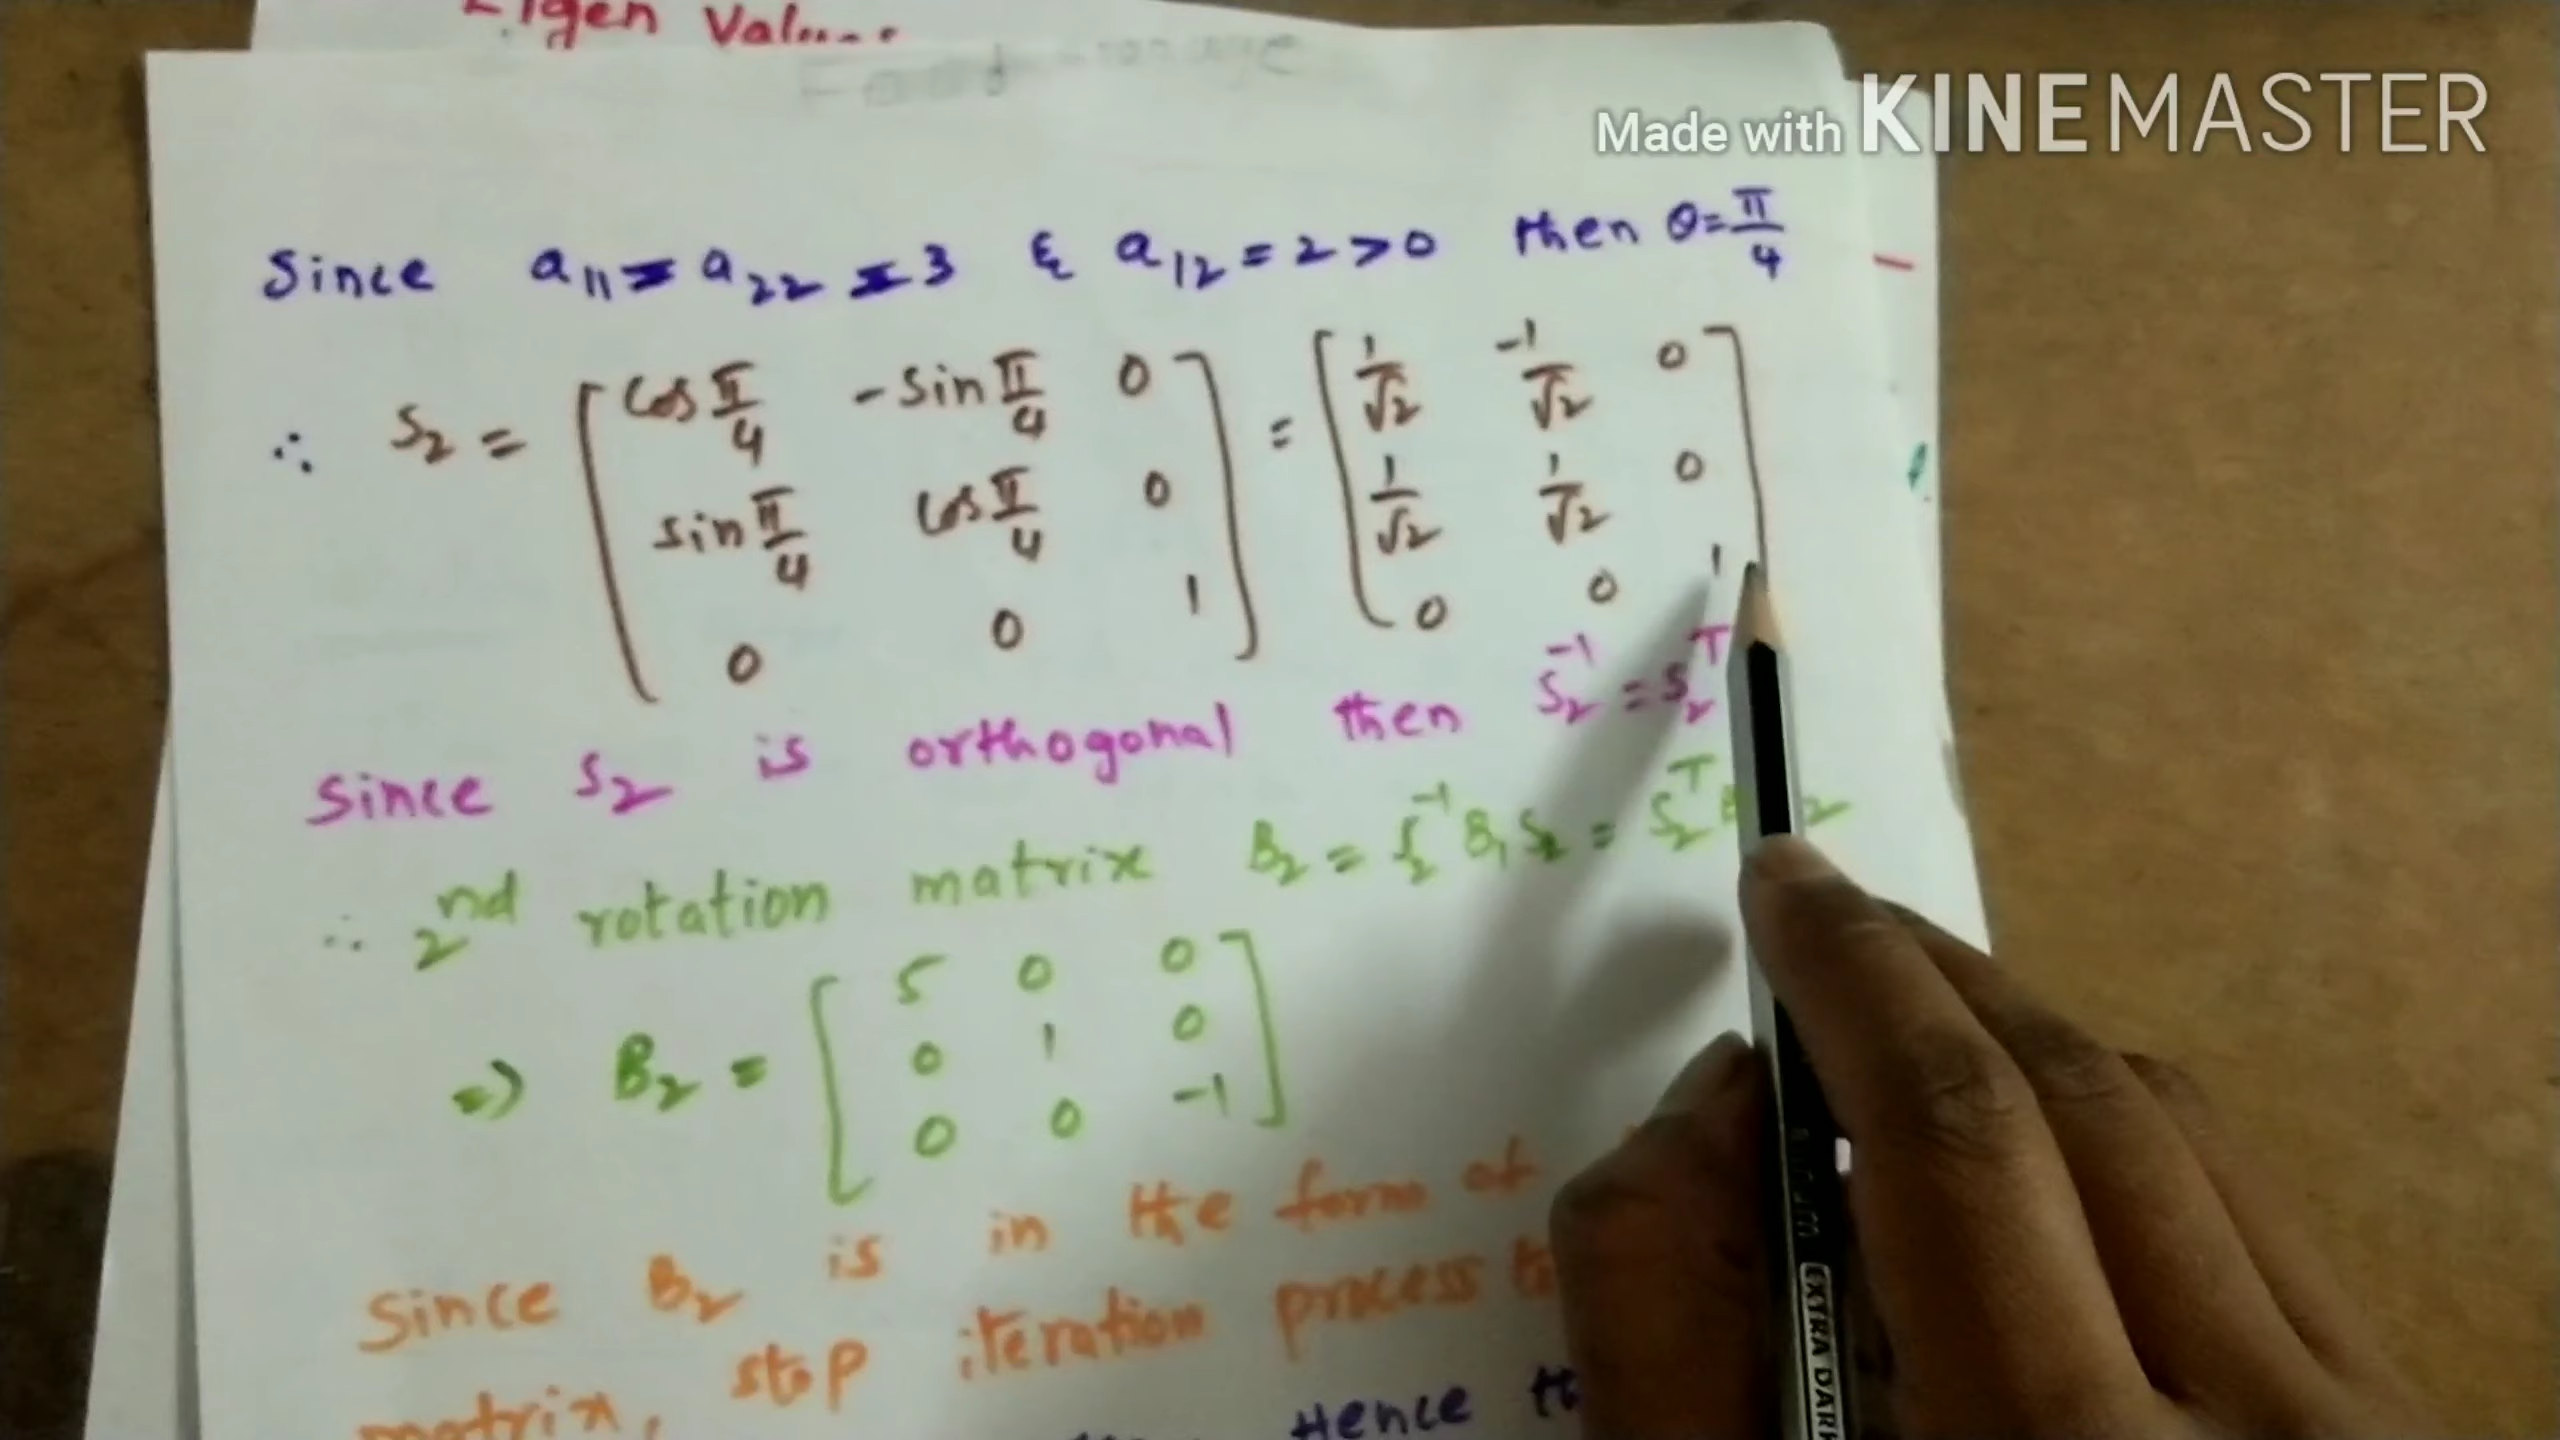 Eigen
Made with KINEMASTER
Since a₁₁ = a₂₂ = 3 & a₁₂ = 2 > 0 then θ = π/4
∴ S₂ = [ cos π/4 -sin π/4 0 ] = [ 1/√2 -1/√2 0 ]
[ sin π/4 cos π/4 0 ] [ 1/√2 1/√2 0 ]
[ 0 0 1 ] [ 0 0 1 ]
Since S₂ is orthogonal then S₂⁻¹ = S₂ᵀ
∴ 2nd rotation matrix B₂ = S₂⁻¹ B₁ S₂ = S₂ᵀ
⇒ B₂ = [ 5 0 0 ]
[ 0 1 0 ]
[ 0 0 -1 ]
Since B₂ is in the form of
matrix, stop iteration process
Hence
EXTRA DARK